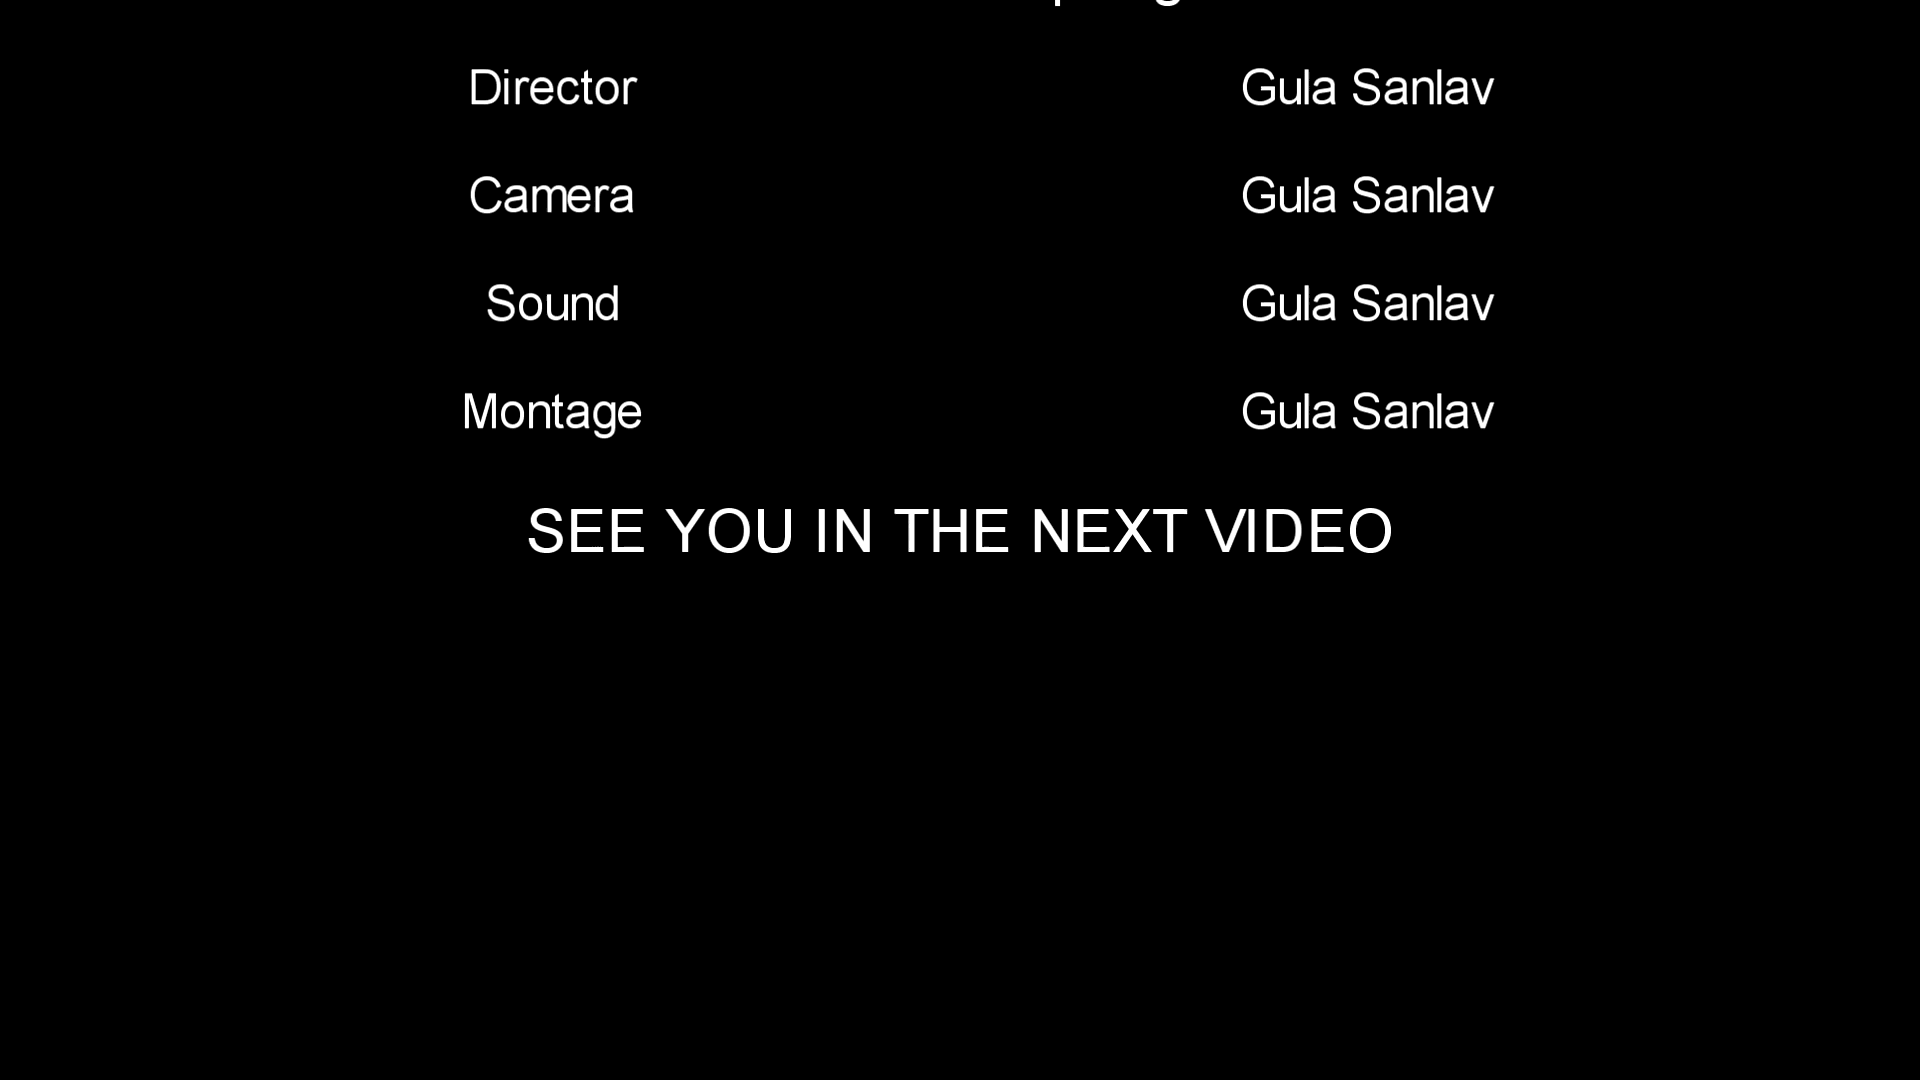 Director Gula Sanlav
Camera Gula Sanlav
Sound Gula Sanlav
Montage Gula Sanlav
SEE YOU IN THE NEXT VIDEO